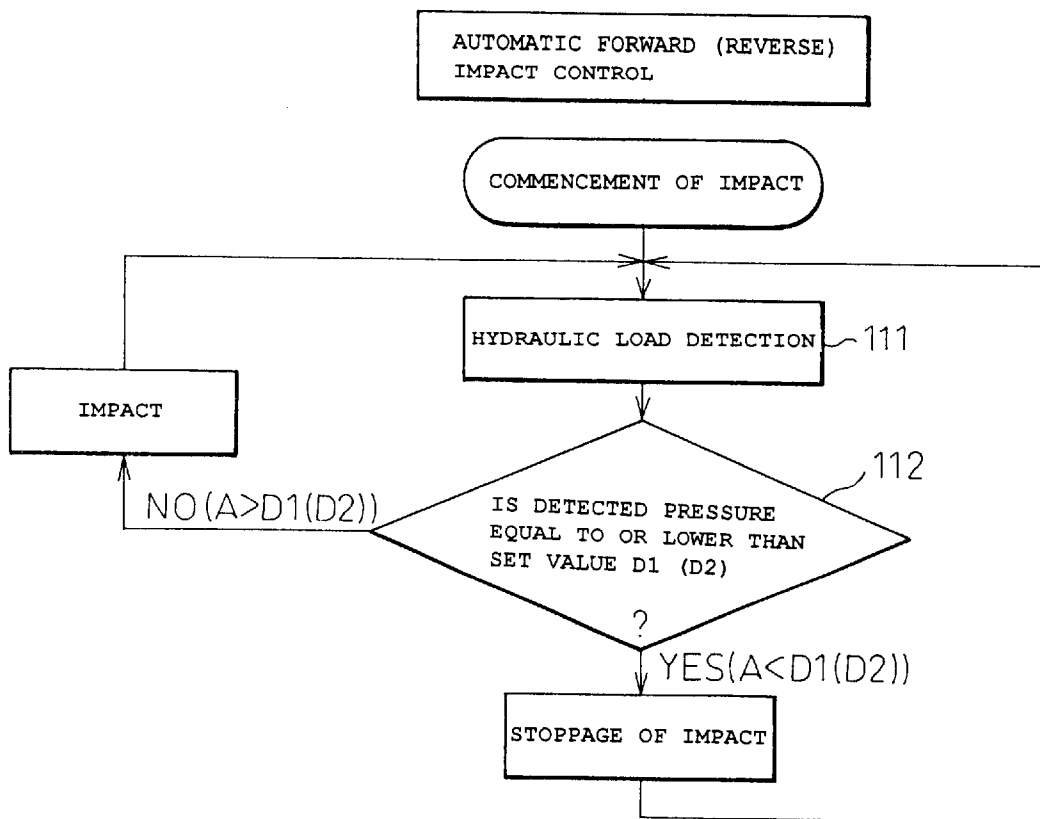 AUTOMATIC FORWARD (REVERSE)
IMPACT CONTROL
COMMENCEMENT OF IMPACT
HYDRAULIC LOAD DETECTION
111
IMPACT
112
NO(A>D1(D2))
IS DETECTED PRESSURE
EQUAL TO OR LOWER THAN
SET VALUE D1 (D2)
?
YES(A<D1(D2))
STOPPAGE OF IMPACT